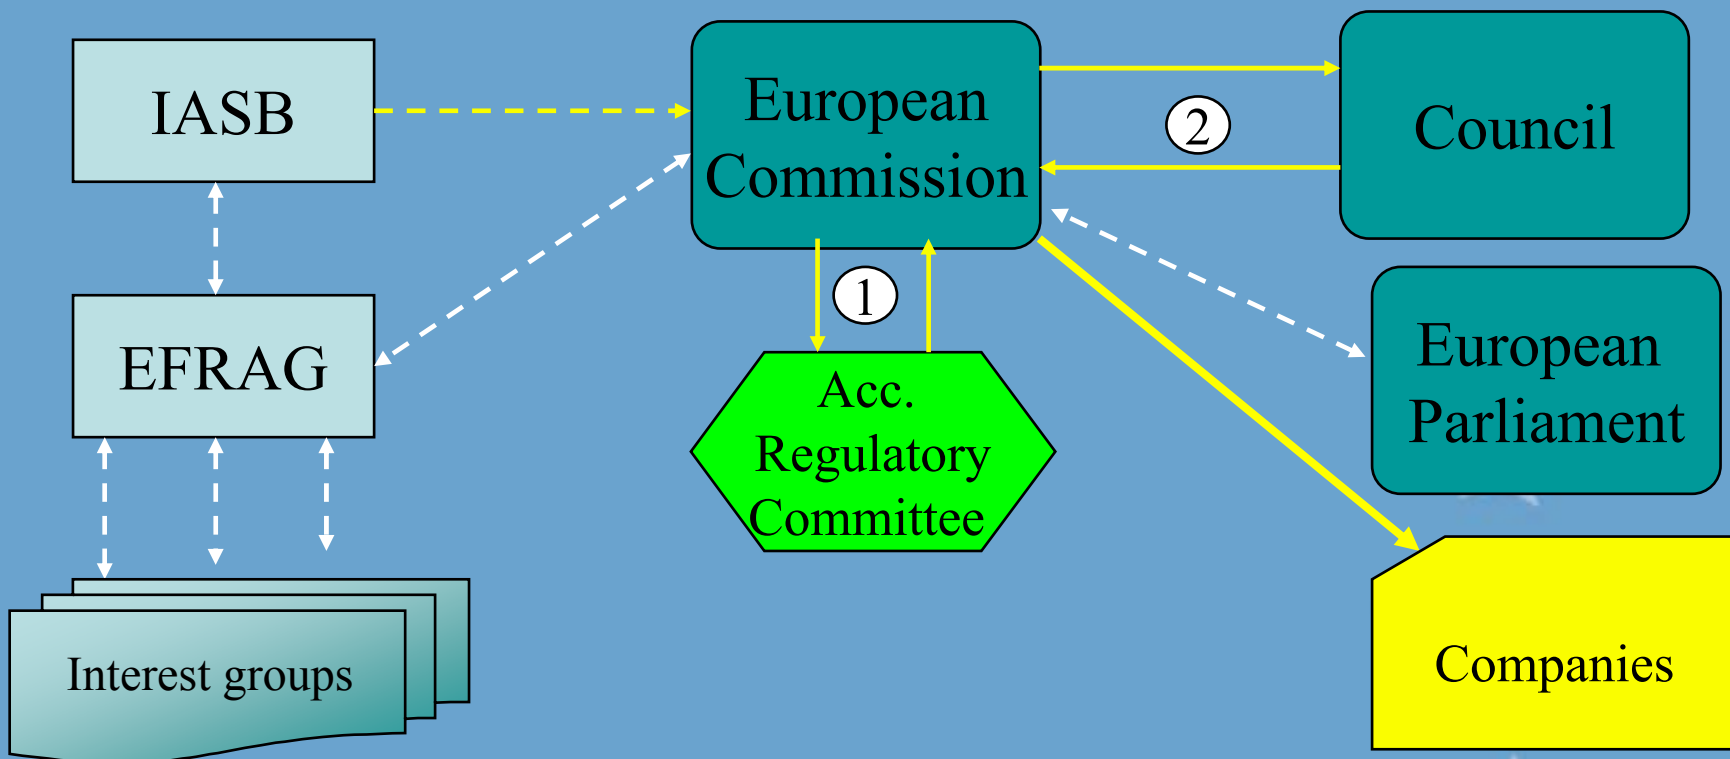 IASB
European
Commission
2
Council
1
EFRAG
European
Parliament
Acc.
Regulatory
Committee
Interest groups
Companies